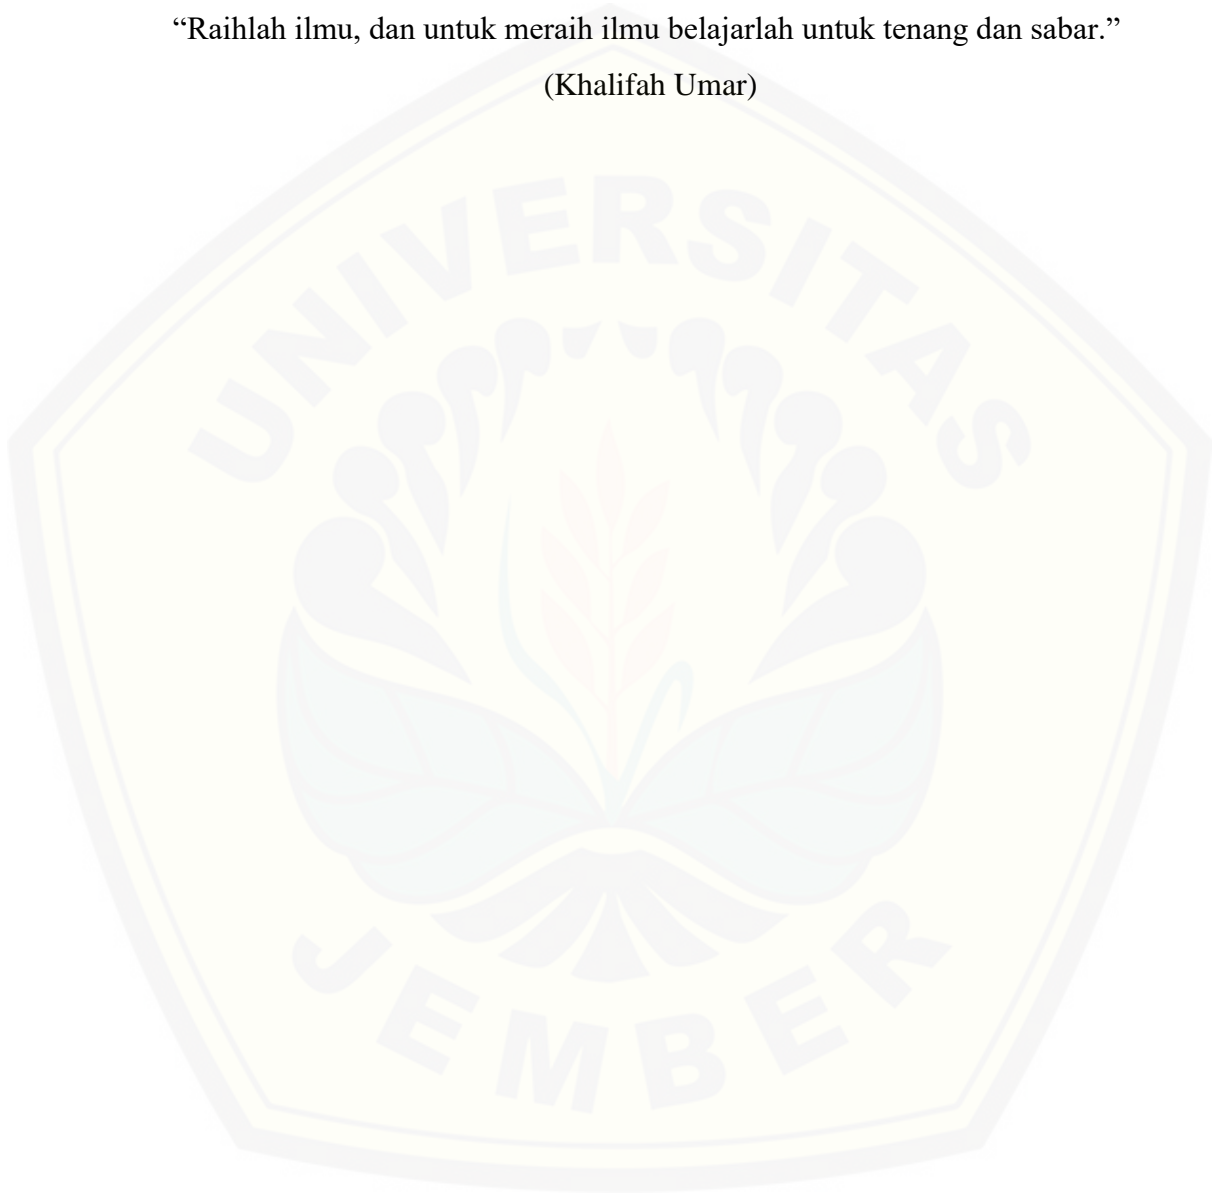 “Raihlah ilmu, dan untuk meraih ilmu belajarlah untuk tenang dan sabar.”
(Khalifah Umar)
UNIVERSITAS
JEMBER